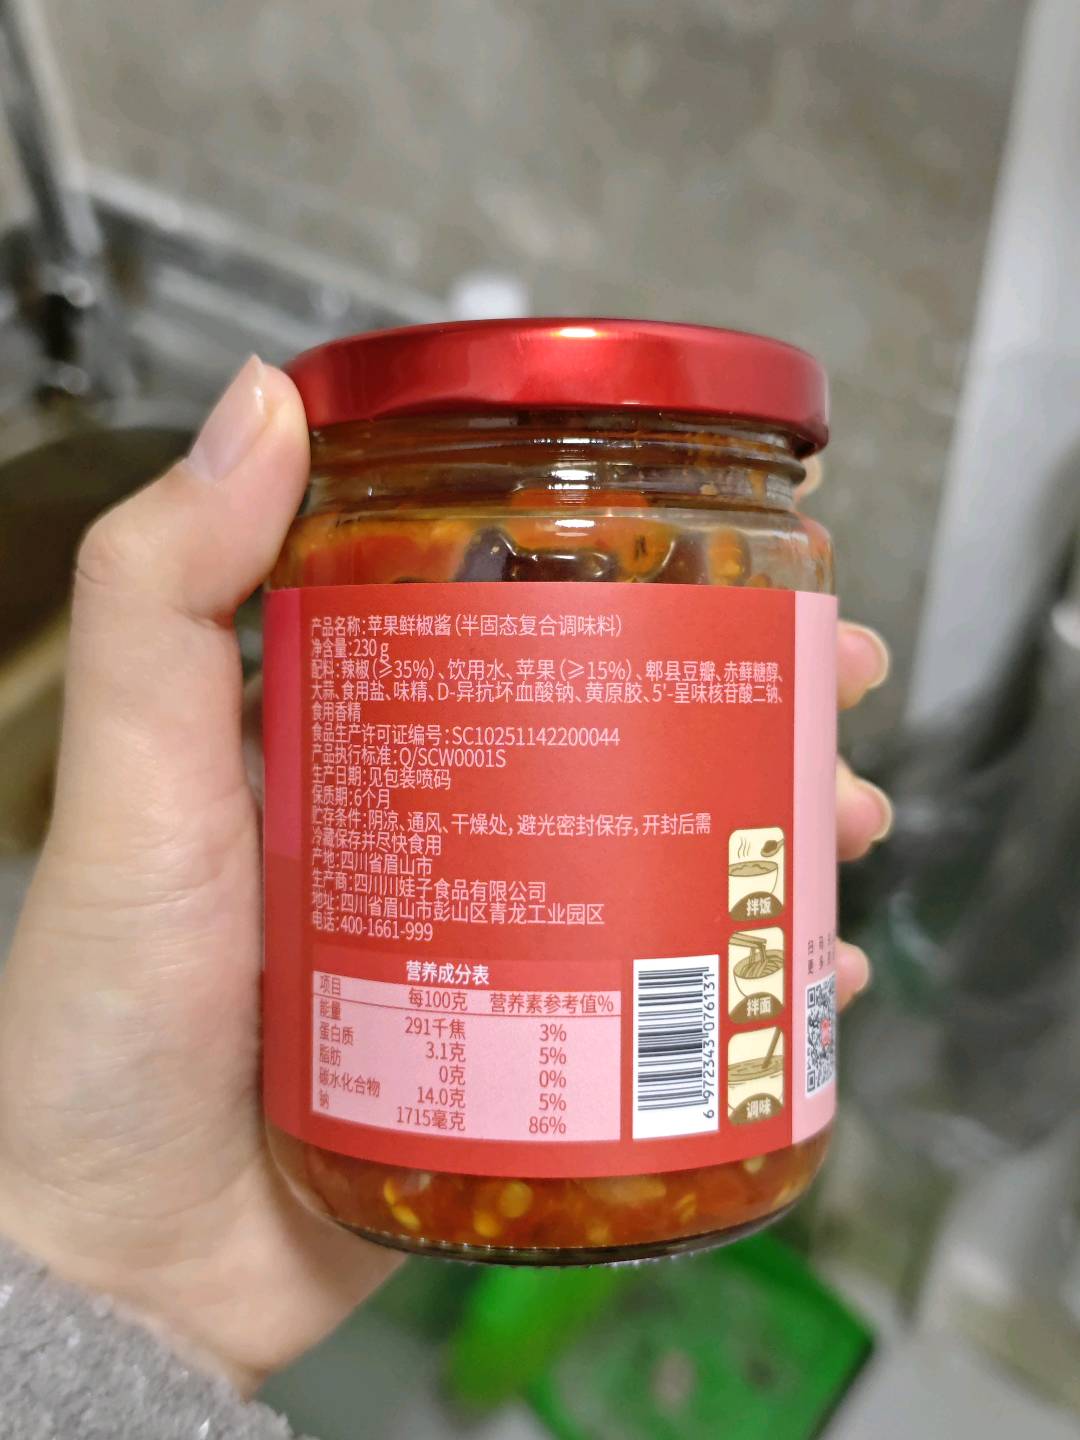 产品名称:苹果鲜椒酱(半固态复合调味料)
净含量:230g
配料:辣椒(≥35%)、饮用水、苹果(≥15%)、郫县豆瓣、赤藓糖醇、
大蒜、食用盐、味精、D-异抗坏血酸钠、黄原胶、5'-呈味核苷酸二钠、
食用香精
食品生产许可证编号:SC10251142200044
产品执行标准:Q/SCW0001S
生产日期:见包装喷码
保质期:6个月
贮存条件:阴凉、通风、干燥处,避光密封保存,开封后需
冷藏保存并尽快食用
产地:四川省眉山市
生产商:四川川娃子食品有限公司
地址:四川省眉山市彭山区青龙工业园区
电话:400-1661-999
营养成分表
项目 每100克 营养素参考值%
能量 291千焦 3%
蛋白质 3.1克 5%
脂肪 0克 0%
碳水化合物 14.0克 5%
钠 1715毫克 86%
6972343076131
拌饭
拌面
调味